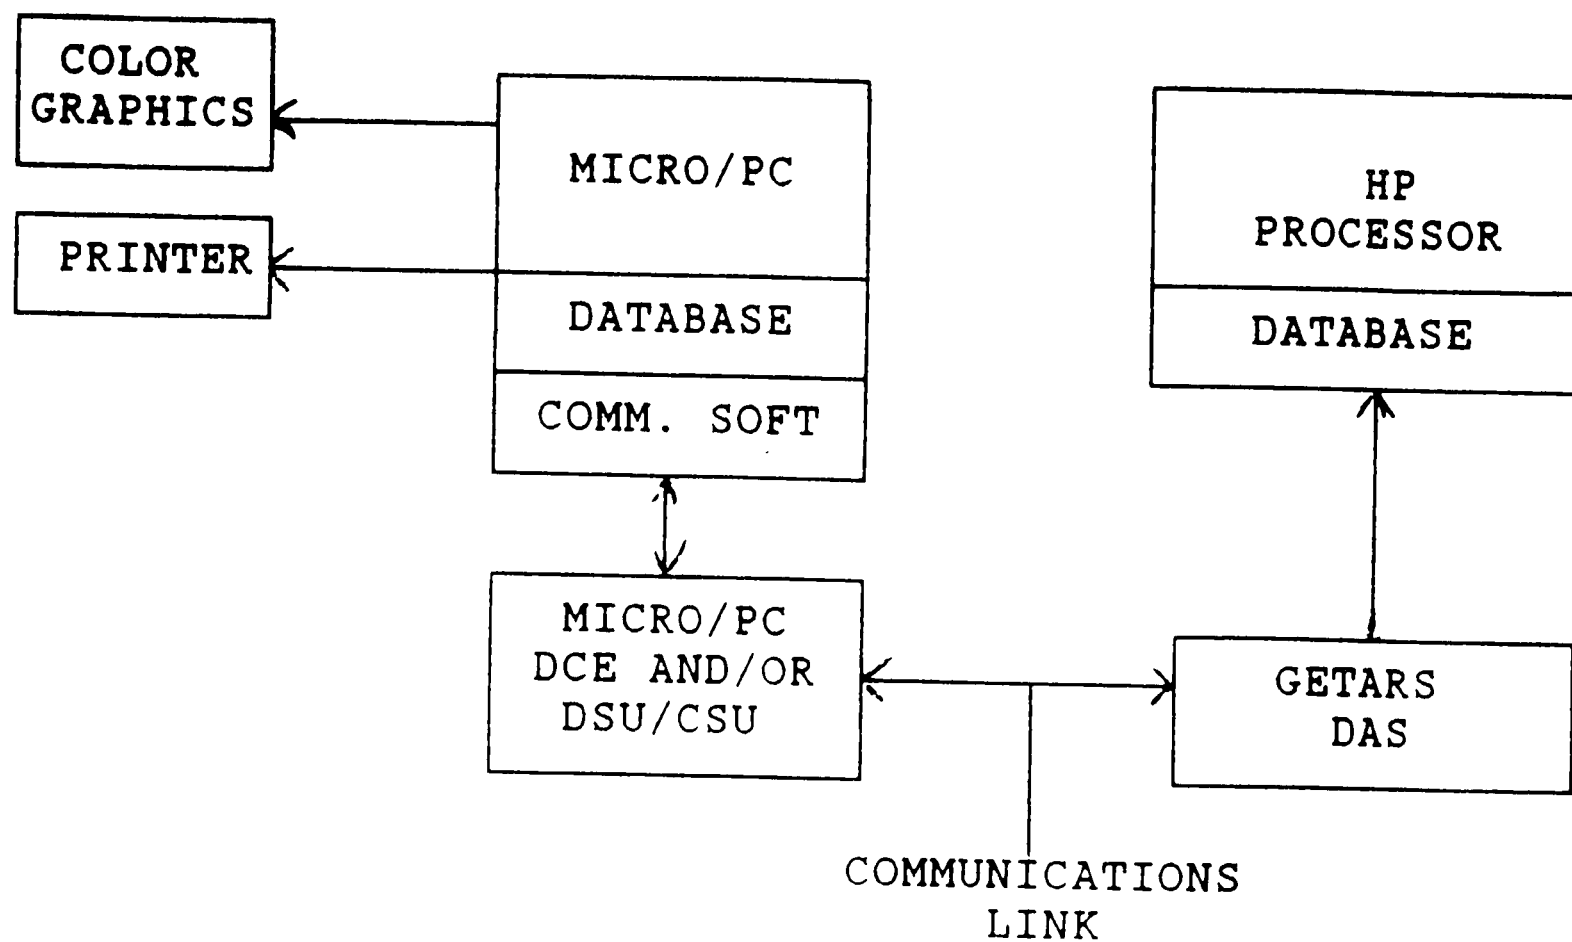 COLOR
GRAPHICS
PRINTER
MICRO/PC
DATABASE
COMM. SOFT
HP
PROCESSOR
DATABASE
MICRO/PC
DCE AND/OR
DSU/CSU
GETARS
DAS
COMMUNICATIONS
LINK